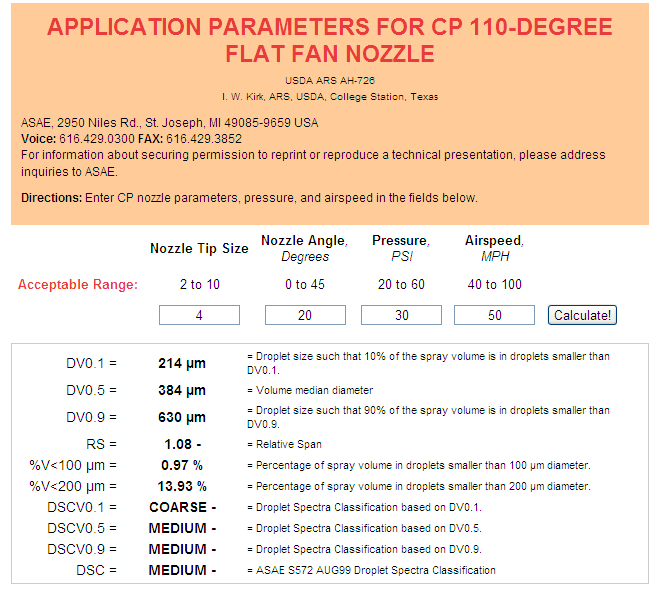 APPLICATION PARAMETERS FOR CP 110-DEGREE
FLAT FAN NOZZLE
USDA ARS AH-726
I. W. Kirk, ARS, USDA, College Station, Texas
ASAE, 2950 Niles Rd., St. Joseph, MI 49085-9659 USA
Voice: 616.429.0300 FAX: 616.429.3852
For information about securing permission to reprint or reproduce a technical presentation, please address
inquiries to ASAE.
Directions: Enter CP nozzle parameters, pressure, and airspeed in the fields below.
Nozzle Tip Size Nozzle Angle, Degrees Pressure, PSI Airspeed, MPH
Acceptable Range: 2 to 10 0 to 45 20 to 60 40 to 100
4 20 30 50 Calculate!
DV0.1 = 214 µm = Droplet size such that 10% of the spray volume is in droplets smaller than
DV0.1.
DV0.5 = 384 µm = Volume median diameter
DV0.9 = 630 µm = Droplet size such that 90% of the spray volume is in droplets smaller than
DV0.9.
RS = 1.08 - = Relative Span
%V<100 µm = 0.97 % = Percentage of spray volume in droplets smaller than 100 µm diameter.
%V<200 µm = 13.93 % = Percentage of spray volume in droplets smaller than 200 µm diameter.
DSCV0.1 = COARSE - = Droplet Spectra Classification based on DV0.1.
DSCV0.5 = MEDIUM - = Droplet Spectra Classification based on DV0.5.
DSCV0.9 = MEDIUM - = Droplet Spectra Classification based on DV0.9.
DSC = MEDIUM - = ASAE S572 AUG99 Droplet Spectra Classification